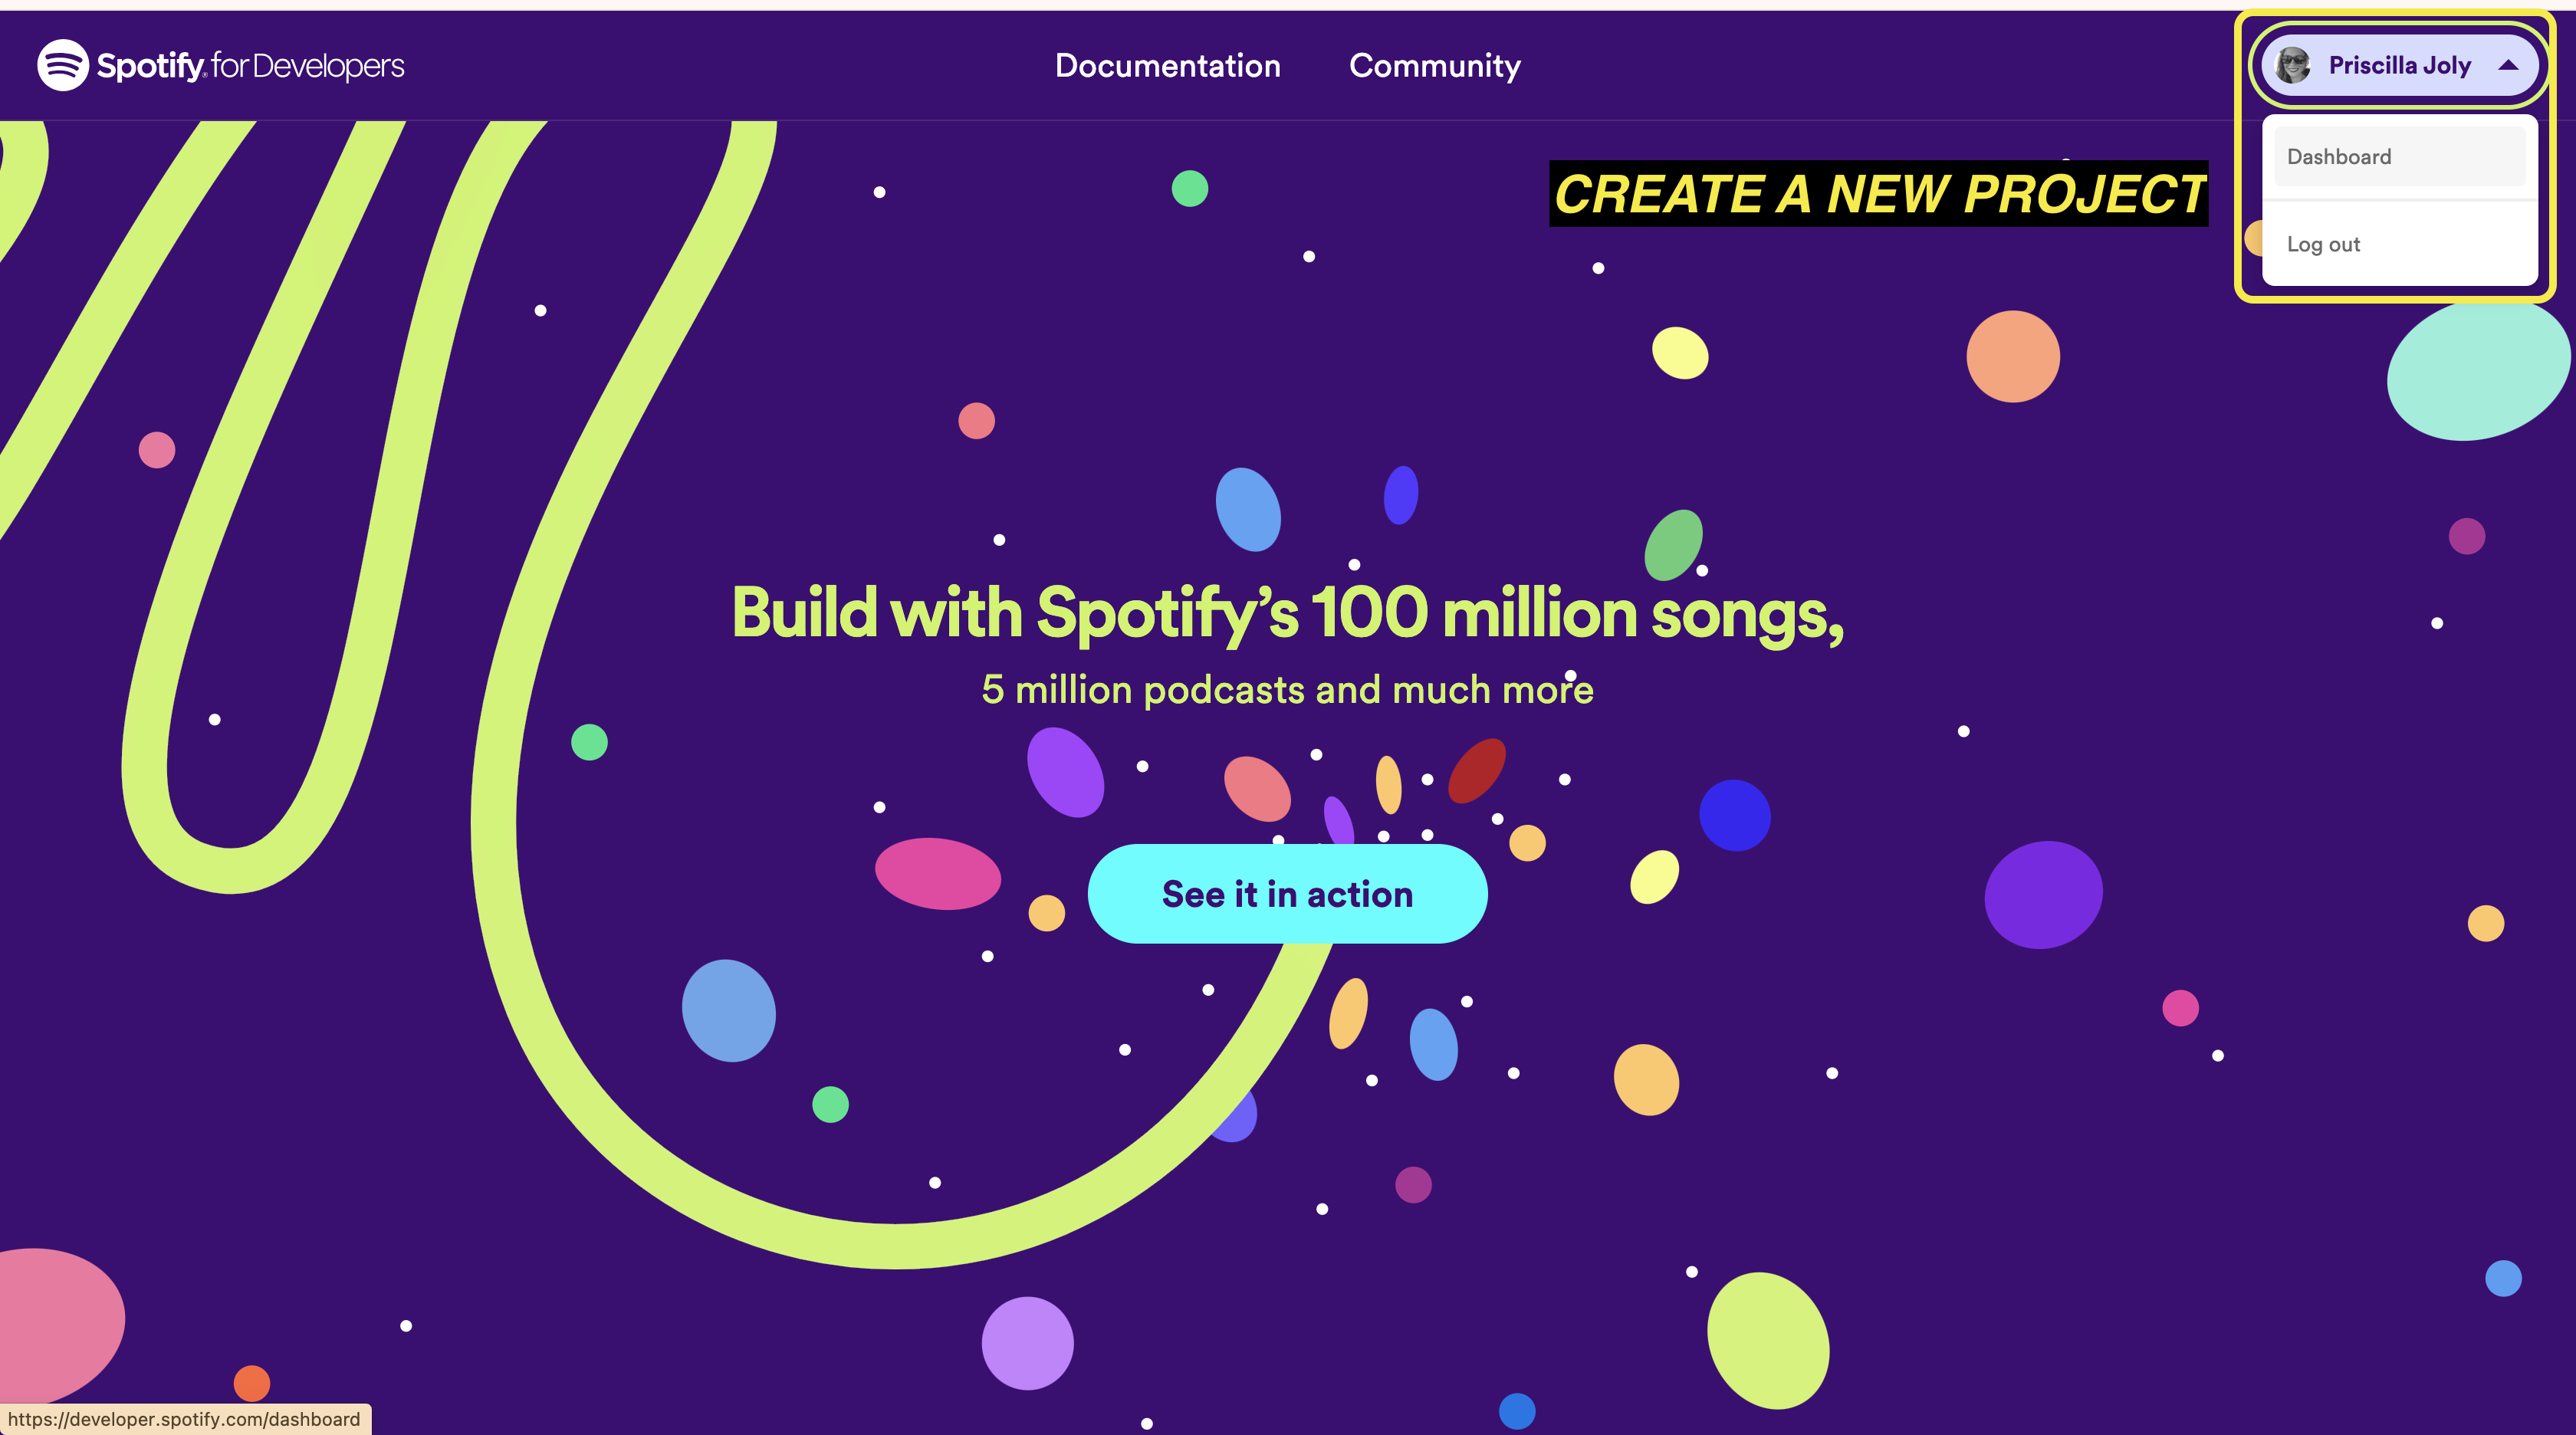 Spotify for Developers
Documentation
Community
Priscilla Joly
Dashboard
Log out
CREATE A NEW PROJECT
Build with Spotify’s 100 million songs,
5 million podcasts and much more
See it in action
https://developer.spotify.com/dashboard